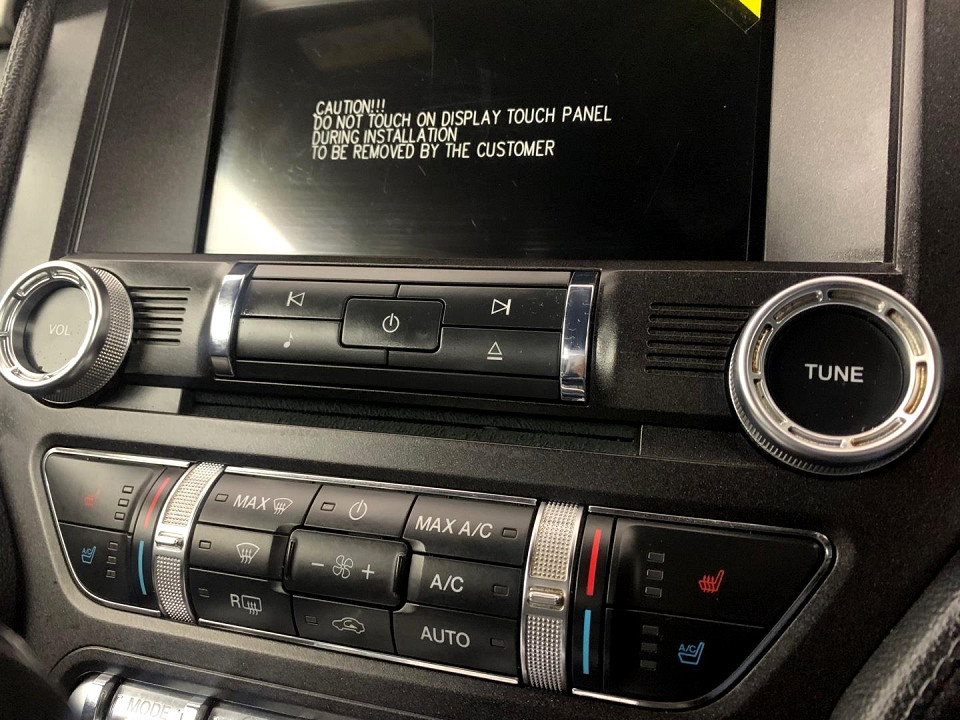 CAUTION!!!
DO NOT TOUCH ON DISPLAY TOUCH PANEL
DURING INSTALLATION
TO BE REMOVED BY THE CUSTOMER
VOL
TUNE
MAX
MAX A/C
A/C
R
AUTO
A/C
A/C
MODE